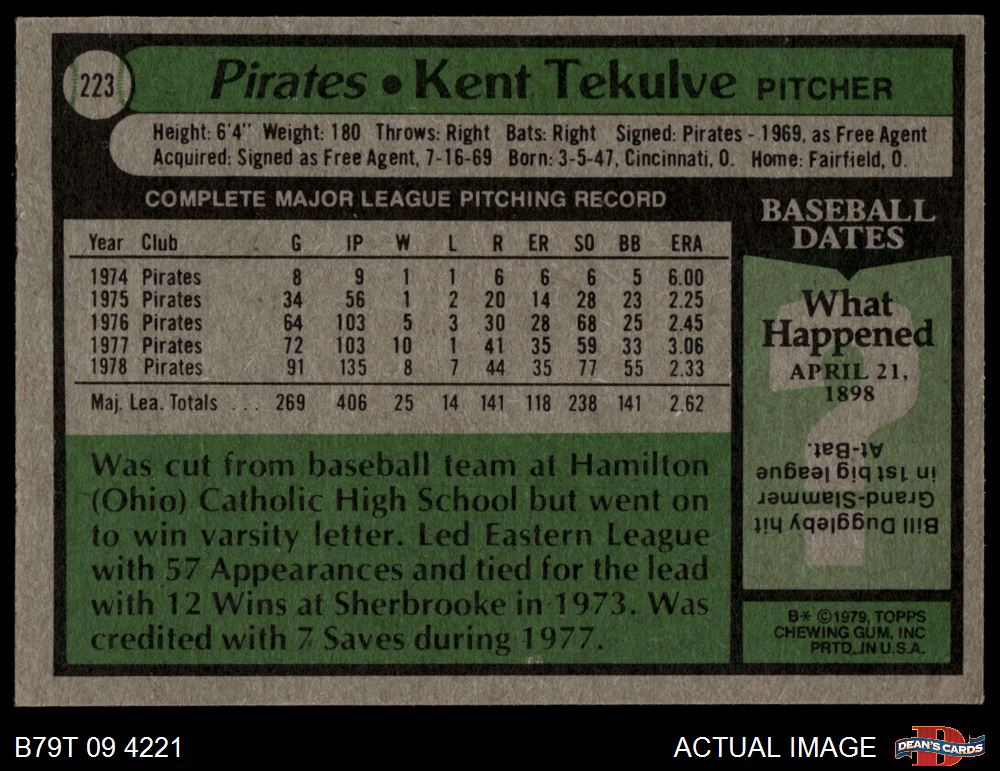 223
Pirates • Kent Tekulve PITCHER
Height: 6'4" Weight: 180 Throws: Right Bats: Right Signed: Pirates - 1969, as Free Agent
Acquired: Signed as Free Agent, 7-16-69 Born: 3-5-47, Cincinnati, O. Home: Fairfield, O.
COMPLETE MAJOR LEAGUE PITCHING RECORD
Year Club G IP W L R ER SO BB ERA
1974 Pirates 8 9 1 1 6 6 6 5 6.00
1975 Pirates 34 56 1 2 20 14 28 23 2.25
1976 Pirates 64 103 5 3 30 28 68 25 2.45
1977 Pirates 72 103 10 1 41 35 59 33 3.06
1978 Pirates 91 135 8 7 44 35 77 55 2.33
Maj. Lea. Totals ... 269 406 25 14 141 118 238 141 2.62
Was cut from baseball team at Hamilton
(Ohio) Catholic High School but went on
to win varsity letter. Led Eastern League
with 57 Appearances and tied for the lead
with 12 Wins at Sherbrooke in 1973. Was
credited with 7 Saves during 1977.
BASEBALL
DATES
What
Happened
APRIL 21,
1898
?
Bill Duggleby hit
Grand-Slammer
in 1st big league
At-Bat.
B* ©1979, TOPPS
CHEWING GUM, INC
PRTD. IN U.S.A.
B79T 09 4221
ACTUAL IMAGE
D
DEAN'S CARDS